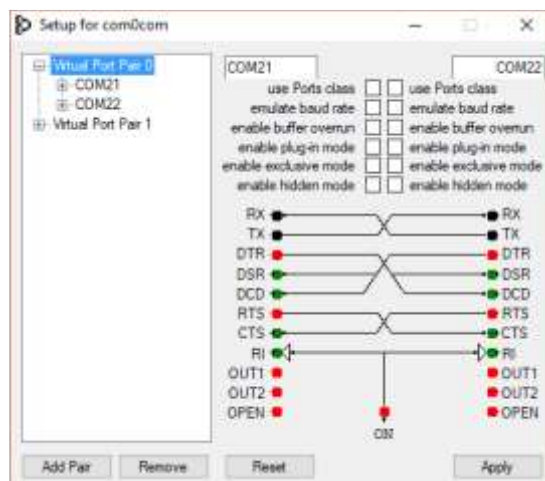 Setup for com0com
Virtual Port Pair 0
COM21
COM22
Virtual Port Pair 1
COM21 COM22
use Ports class use Ports class
emulate baud rate emulate baud rate
enable buffer overrun enable buffer overrun
enable plug-in mode enable plug-in mode
enable exclusive mode enable exclusive mode
enable hidden mode enable hidden mode
RX RX
TX TX
DTR DTR
DSR DSR
DCD DCD
RTS RTS
CTS CTS
RI RI
OUT1 OUT1
OUT2 OUT2
OPEN OPEN
ON
Add Pair Remove Reset Apply